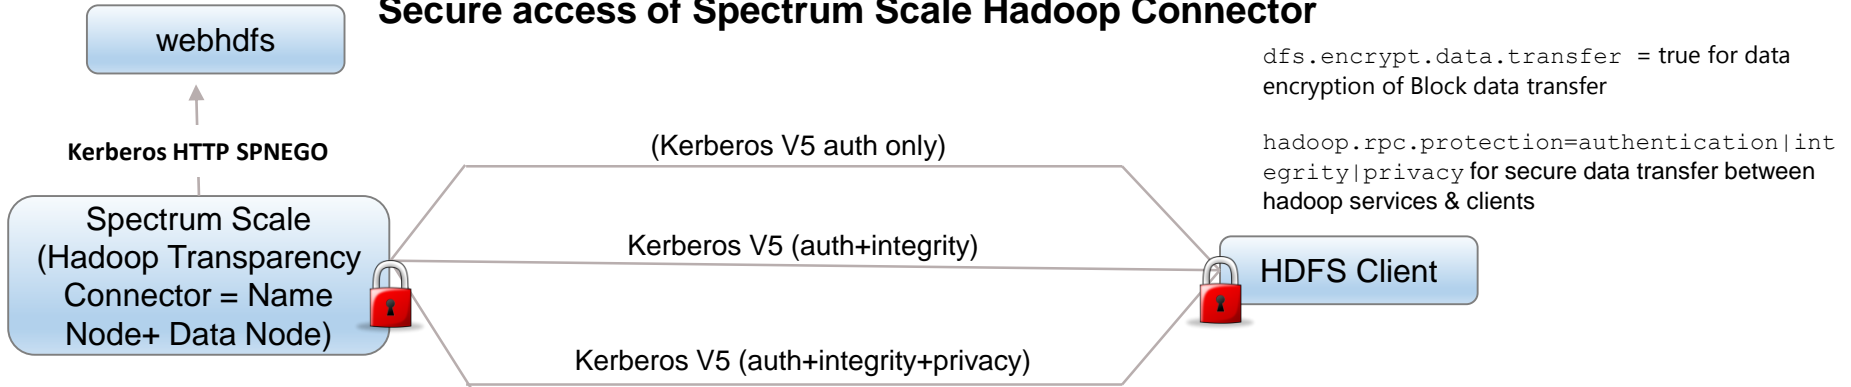 Secure access of Spectrum Scale Hadoop Connector
webhdfs
Kerberos HTTP SPNEGO
Spectrum Scale
(Hadoop Transparency
Connector = Name
Node+ Data Node)
(Kerberos V5 auth only)
Kerberos V5 (auth+integrity)
Kerberos V5 (auth+integrity+privacy)
dfs.encrypt.data.transfer = true for data
encryption of Block data transfer
hadoop.rpc.protection=authentication|int
egrity|privacy for secure data transfer between
hadoop services & clients
HDFS Client